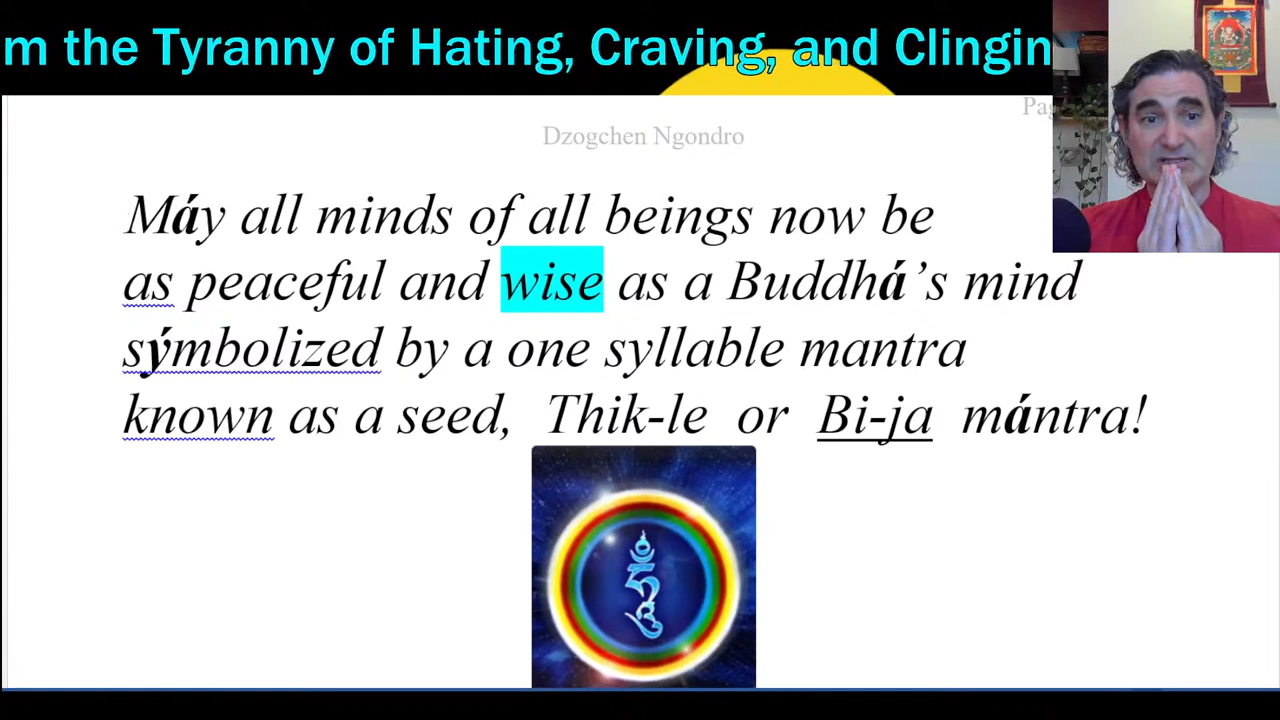 m the Tyranny of Hating, Craving, and Clingin
Dzogchen Ngondro
Máy all minds of all beings now be
as peaceful and wise as a Buddhá’s mind
sýmbolized by a one syllable mantra
known as a seed, Thik-le or Bi-ja mántra!
ཧཱུྃ